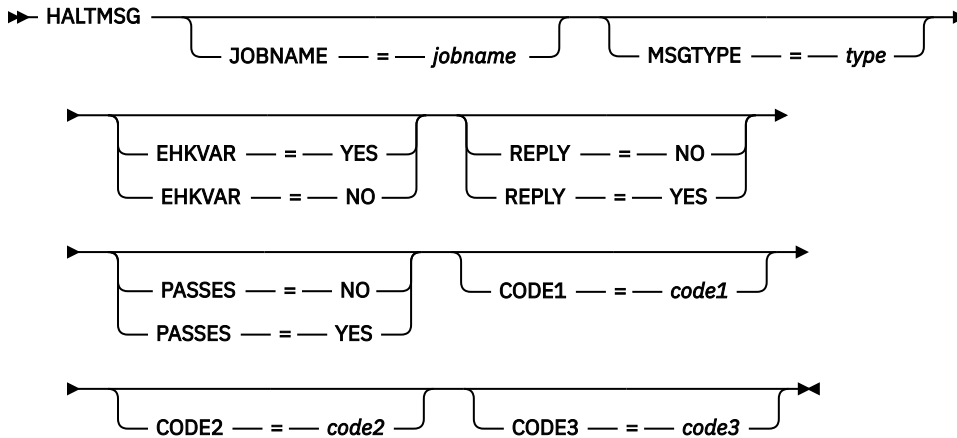 HALTMSG
JOBNAME = jobname
MSGTYPE = type
EHKVAR = YES
EHKVAR = NO
REPLY = NO
REPLY = YES
PASSES = NO
PASSES = YES
CODE1 = code1
CODE2 = code2
CODE3 = code3